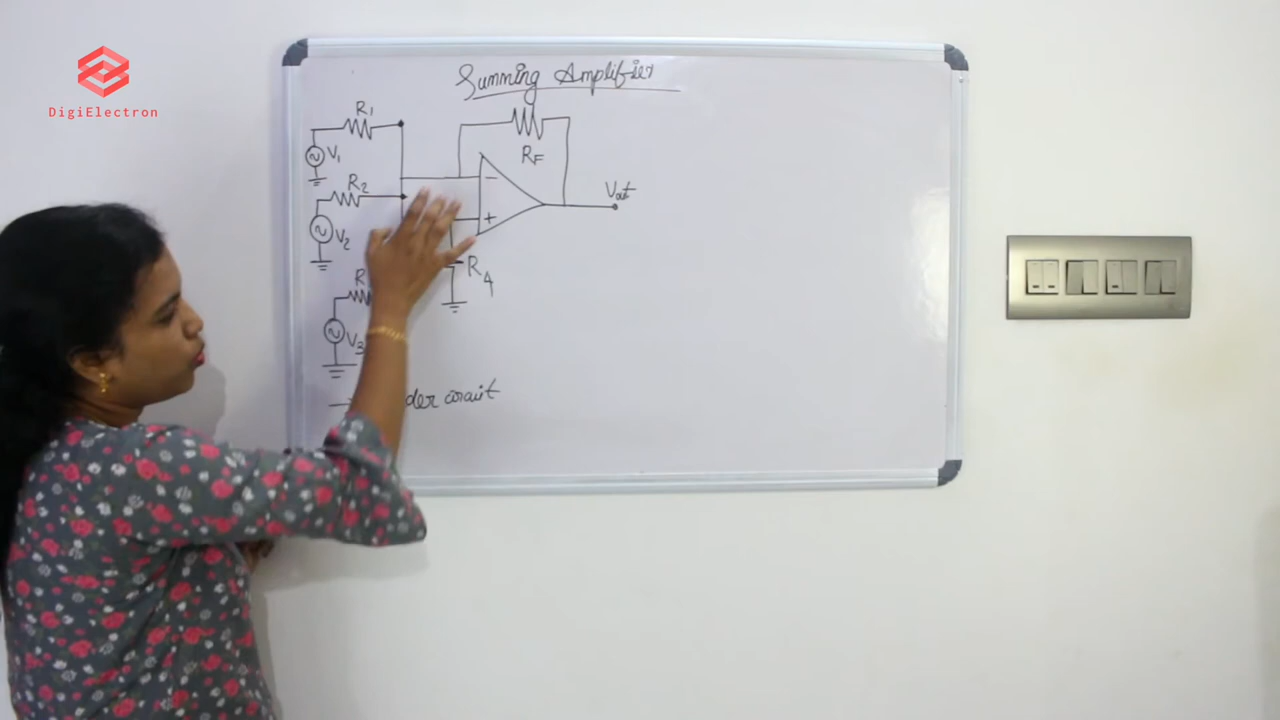 DigiElectron
Summing Amplifier
R1
V1
R2
V2
R
V3
RF
−
+
Vout
R4
der circuit